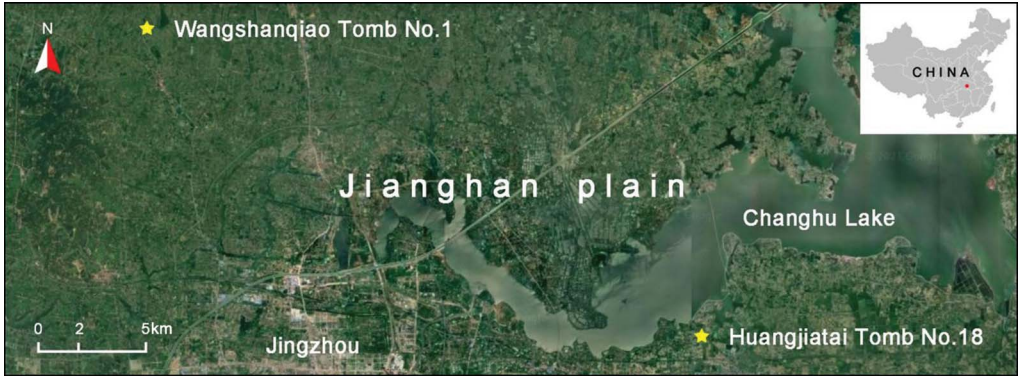 N
Wangshanqiao Tomb No.1
CHINA
Jianghan plain
Changhu Lake
0 2 5km
Jingzhou
Huangjiatai Tomb No.18